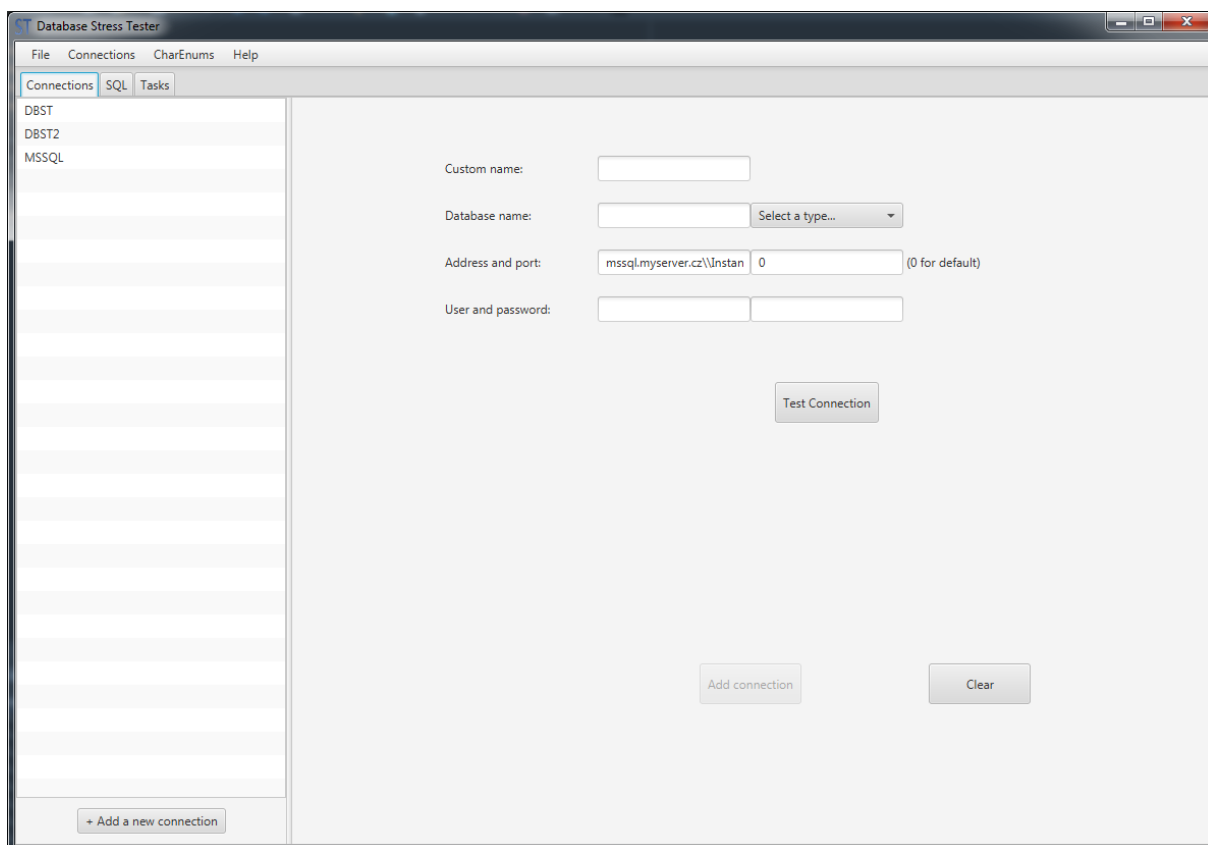 ST Database Stress Tester
File Connections CharEnums Help
Connections SQL Tasks
DBST
DBST2
MSSQL
Custom name:
Database name: Select a type...
Address and port: mssql.myserver.cz\\Instan 0 (0 for default)
User and password:
Test Connection
Add connection Clear
+ Add a new connection